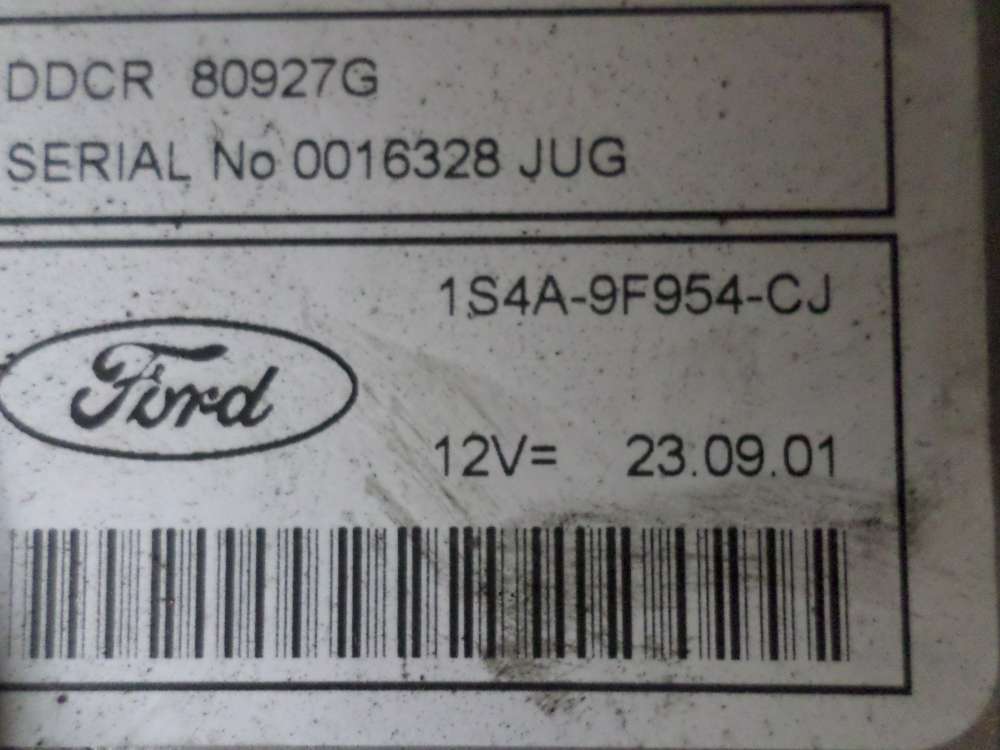 DDCR 80927G
SERIAL No 0016328 JUG
1S4A-9F954-CJ
Ford
12V= 23.09.01